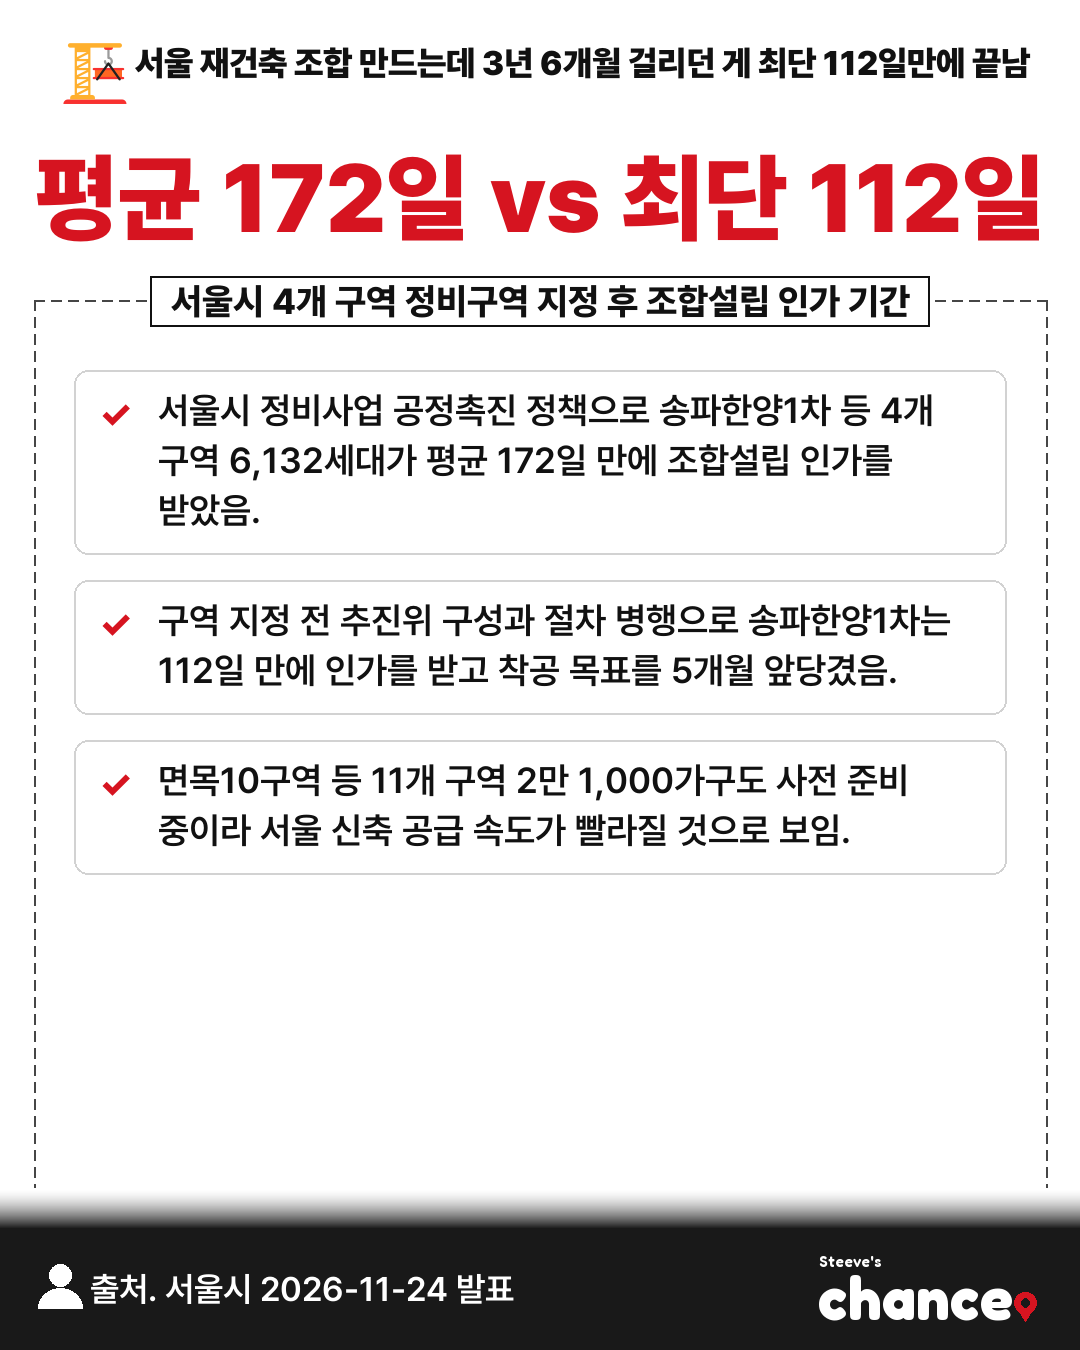 서울 재건축 조합 만드는데 3년 6개월 걸리던 게 최단 112일만에 끝남
평균 172일 vs 최단 112일
서울시 4개 구역 정비구역 지정 후 조합설립 인가 기간
서울시 정비사업 공정촉진 정책으로 송파한양1차 등 4개
구역 6,132세대가 평균 172일 만에 조합설립 인가를
받았음.
구역 지정 전 추진위 구성과 절차 병행으로 송파한양1차는
112일 만에 인가를 받고 착공 목표를 5개월 앞당겼음.
면목10구역 등 11개 구역 2만 1,000가구도 사전 준비
중이라 서울 신축 공급 속도가 빨라질 것으로 보임.
출처. 서울시 2026-11-24 발표
Steeve's
chance